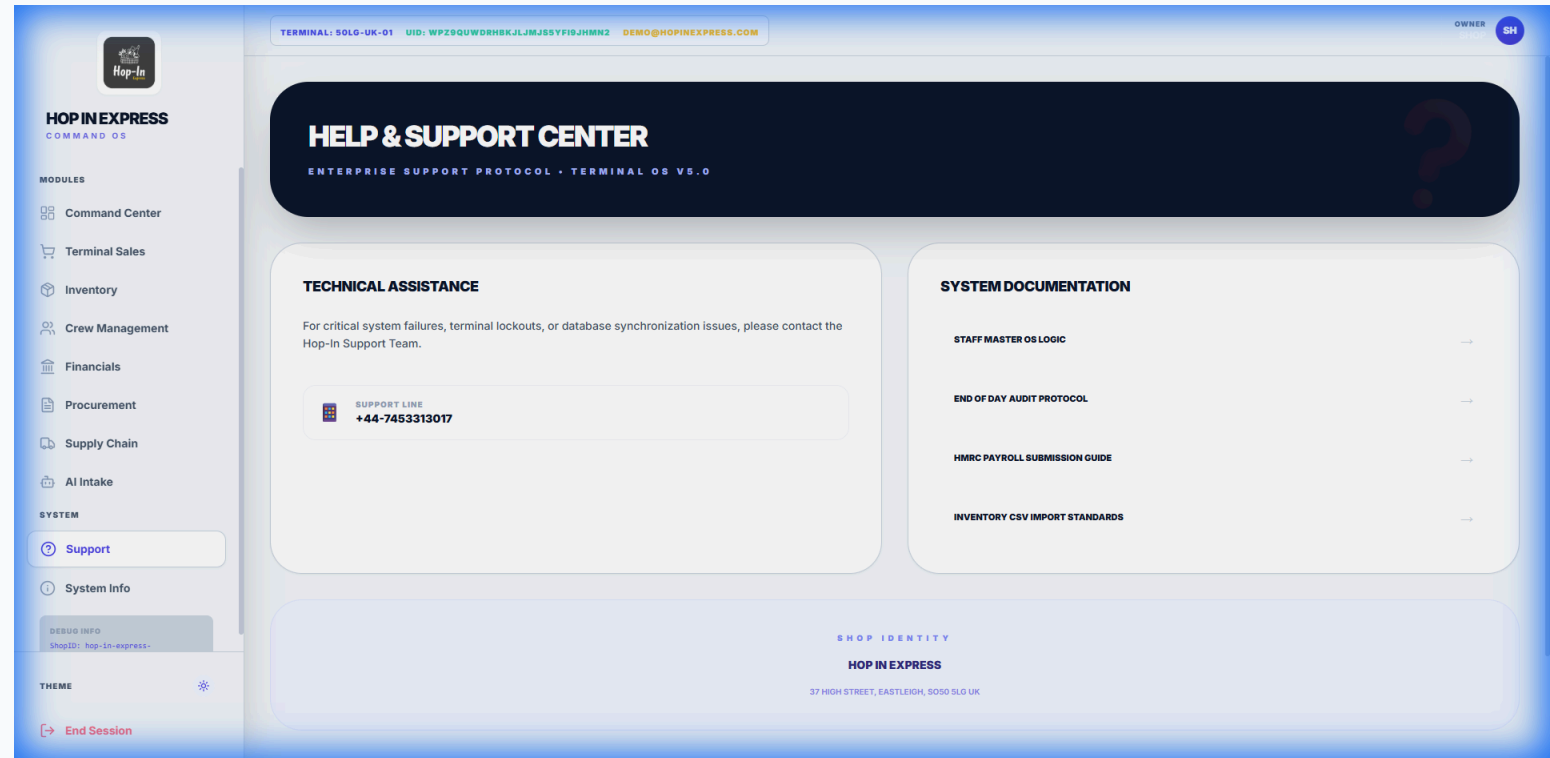 Hop-In
HOP IN EXPRESS
COMMAND OS
MODULES
Command Center
Terminal Sales
Inventory
Crew Management
Financials
Procurement
Supply Chain
AI Intake
SYSTEM
Support
System Info
DEBUG INFO
ShopID: hop-in-express-
THEME
End Session
TERMINAL: 50LG-UK-01 UID: WPZ9QUWDRHBKJLJMJS5YFI9JHMN2 DEMO@HOPINEXPRESS.COM
OWNER
SHOP
SH
HELP & SUPPORT CENTER
ENTERPRISE SUPPORT PROTOCOL • TERMINAL OS V5.0
?
TECHNICAL ASSISTANCE
For critical system failures, terminal lockouts, or database synchronization issues, please contact the
Hop-In Support Team.
SUPPORT LINE
+44-7453313017
SYSTEM DOCUMENTATION
STAFF MASTER OS LOGIC →
END OF DAY AUDIT PROTOCOL →
HMRC PAYROLL SUBMISSION GUIDE →
INVENTORY CSV IMPORT STANDARDS →
SHOP IDENTITY
HOP IN EXPRESS
37 HIGH STREET, EASTLEIGH, SO50 5LG UK